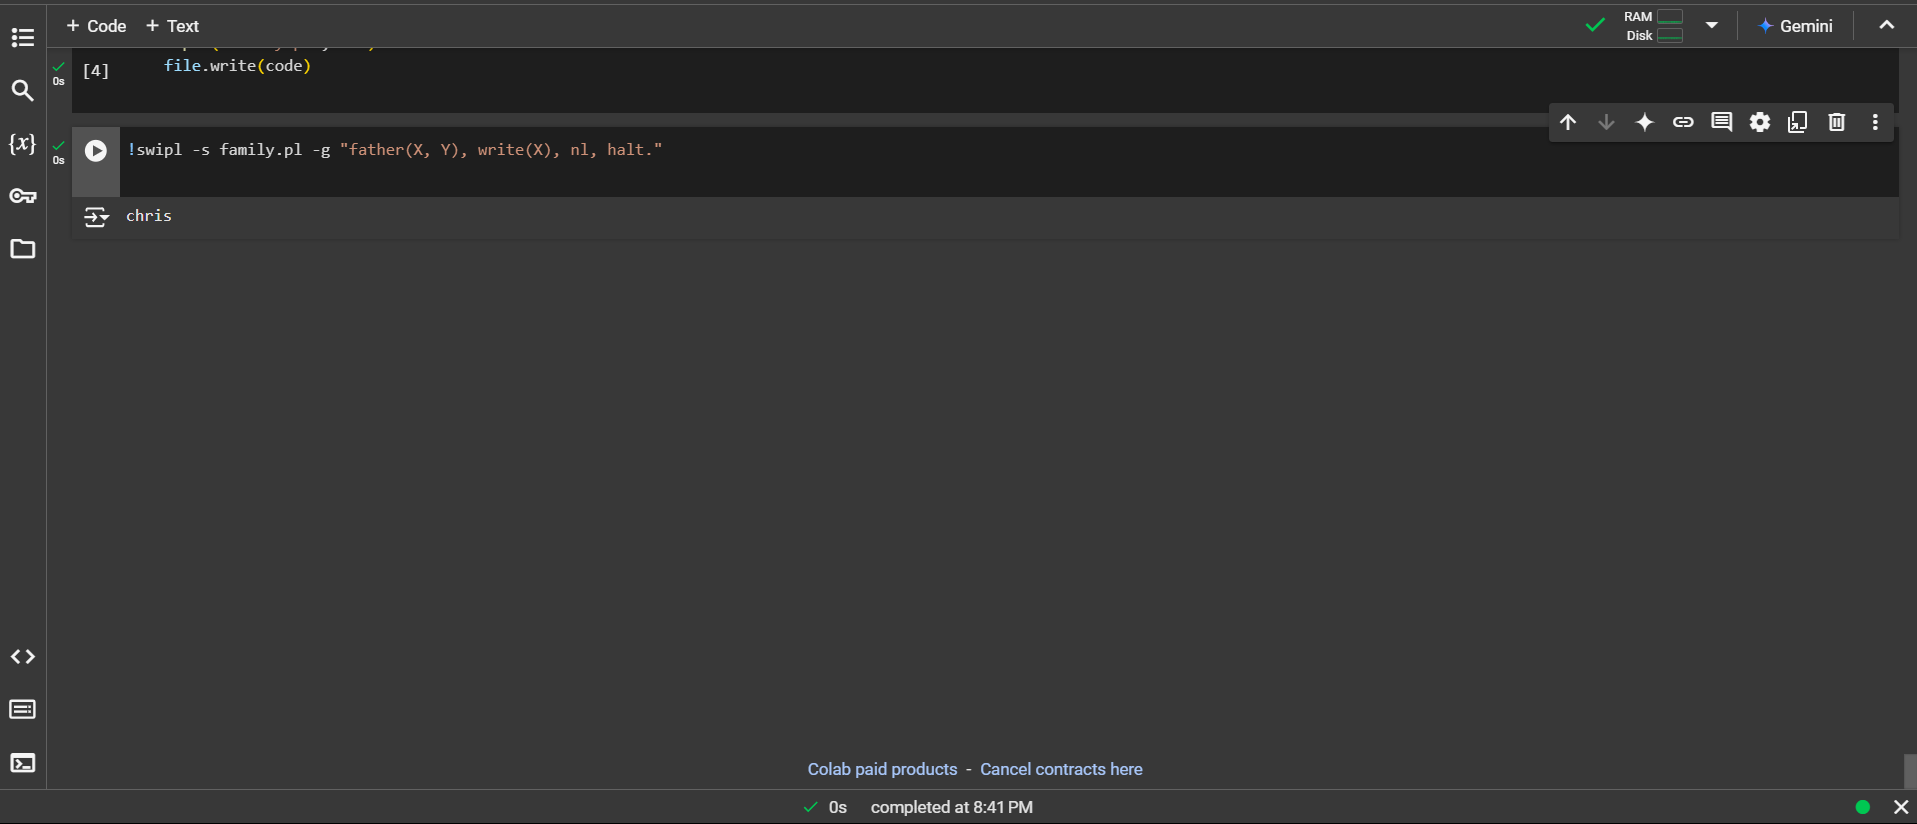 + Code + Text
RAM
Disk
Gemini
0s
[4]
file.write(code)
{x}
0s
!swipl -s family.pl -g "father(X, Y), write(X), nl, halt."
chris
Colab paid products - Cancel contracts here
0s completed at 8:41 PM